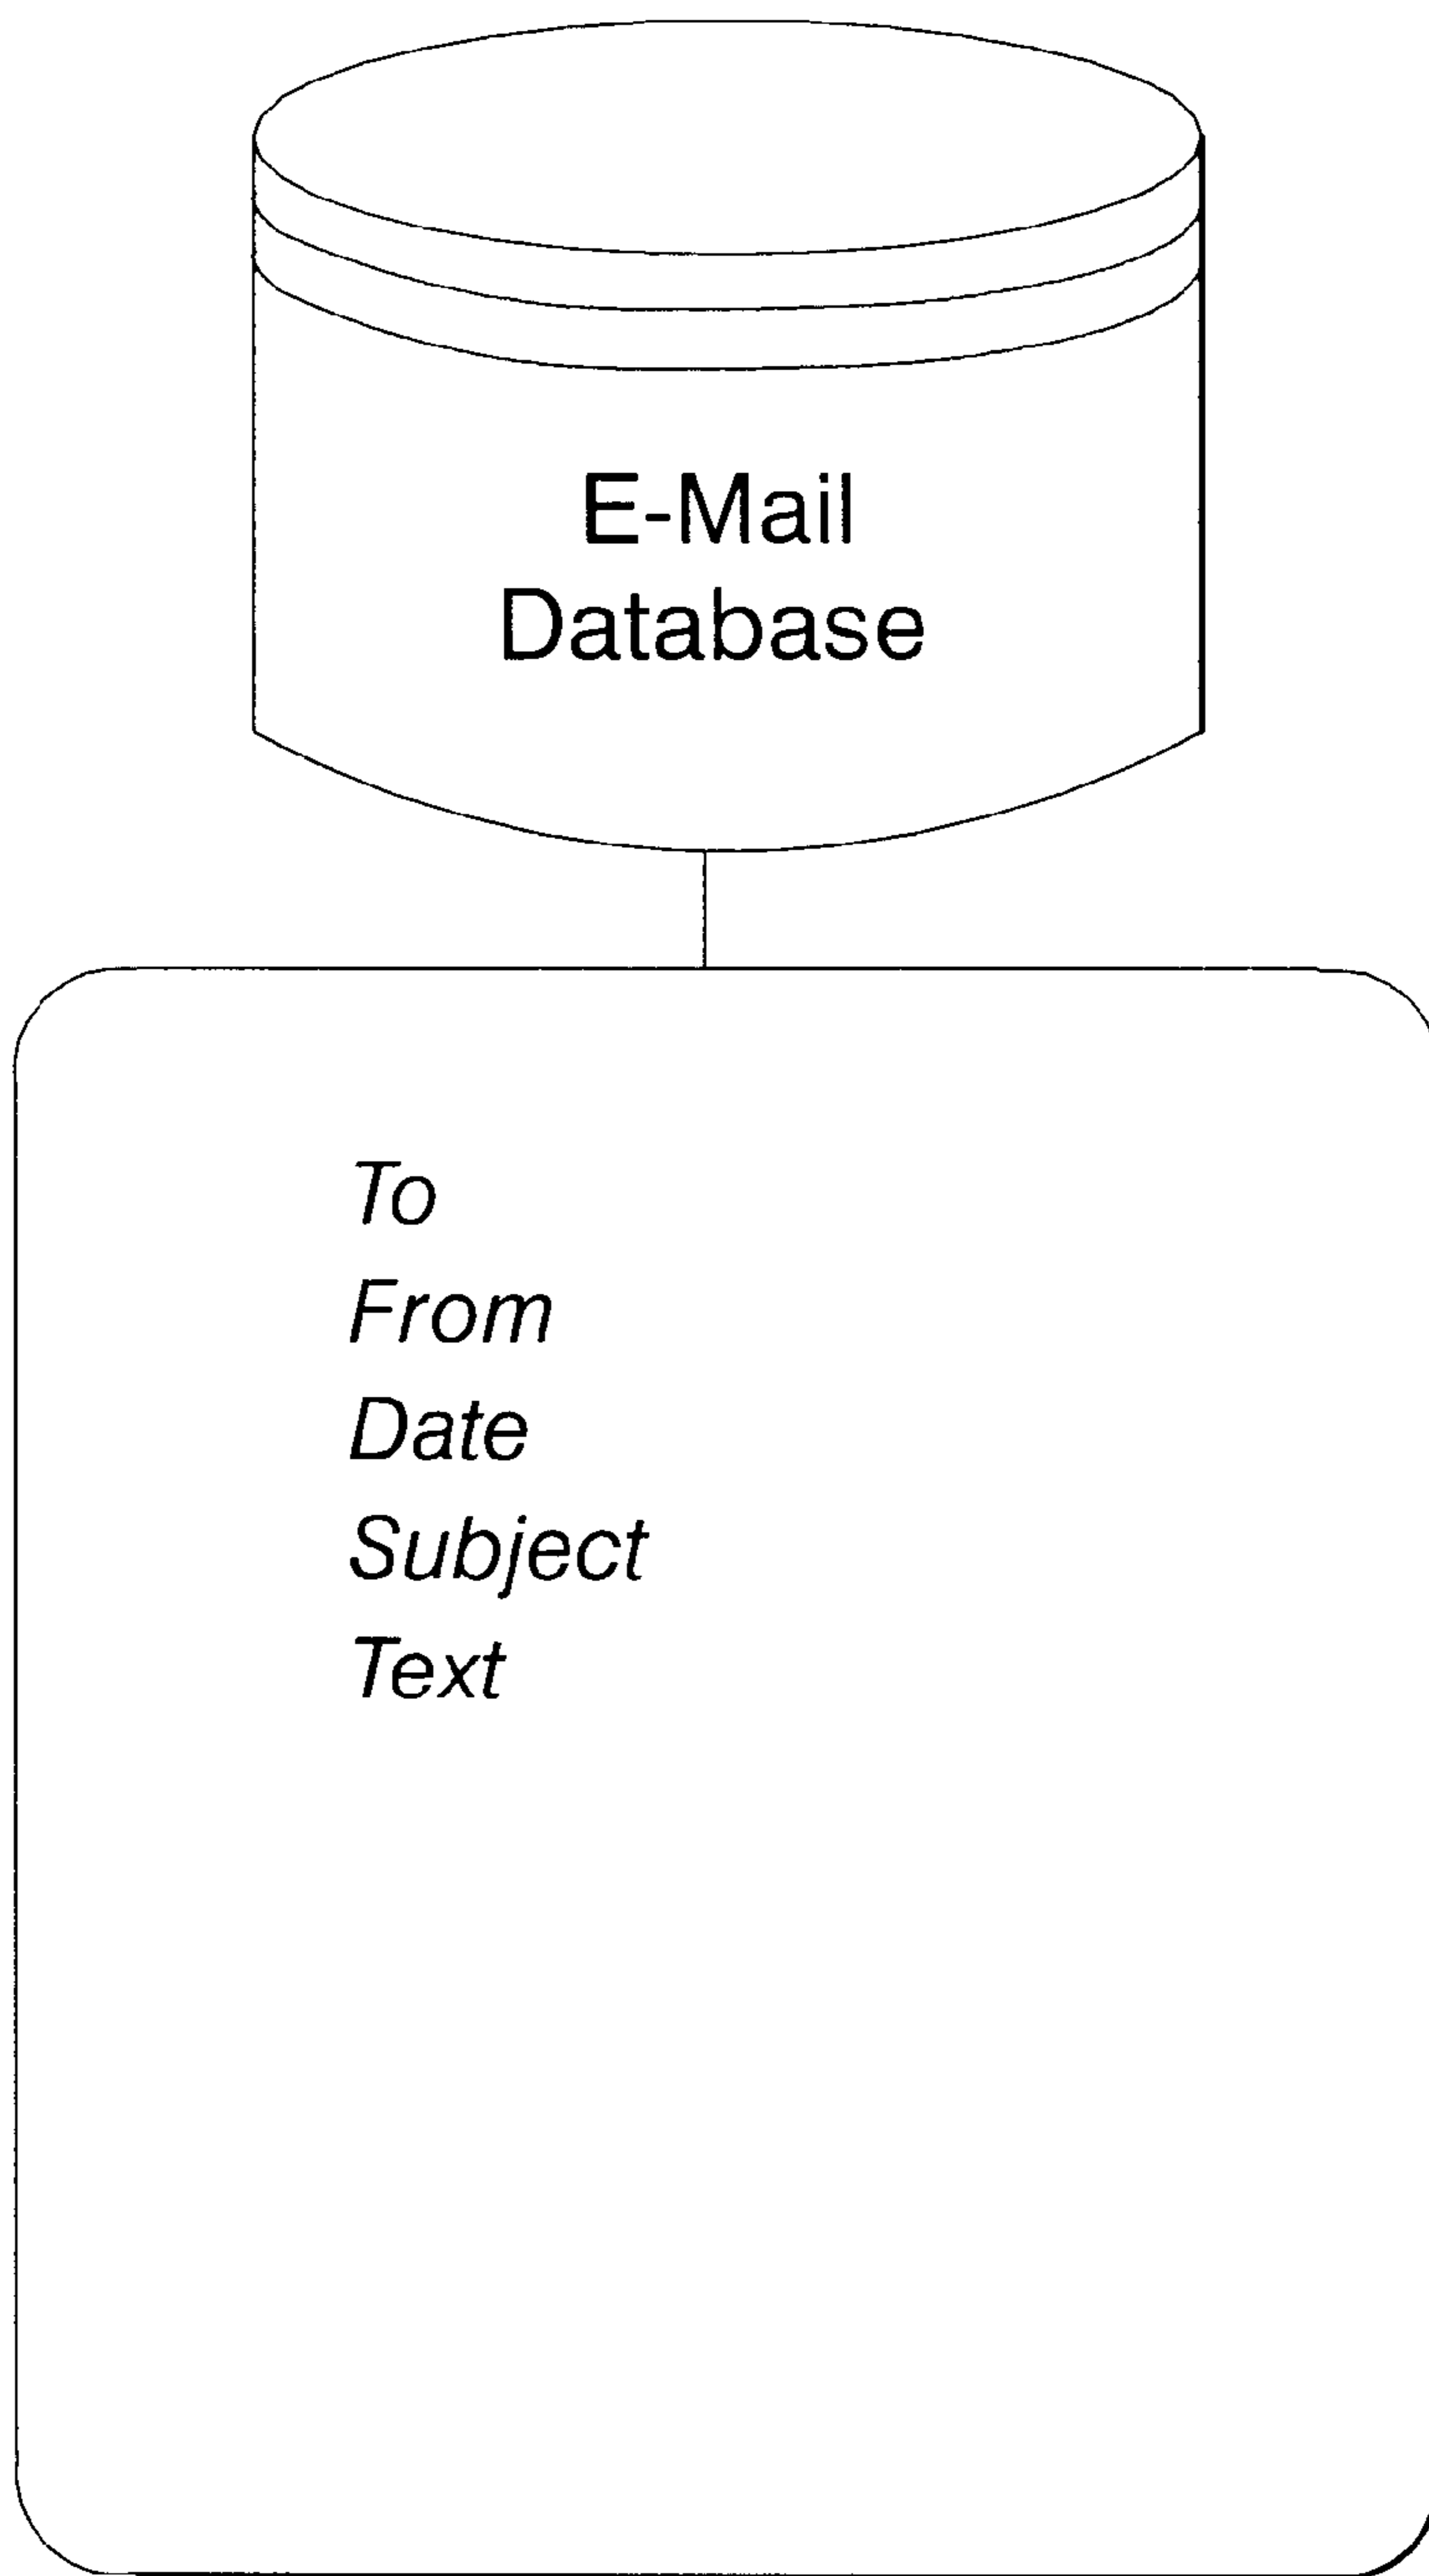 E-Mail
Database
To
From
Date
Subject
Text